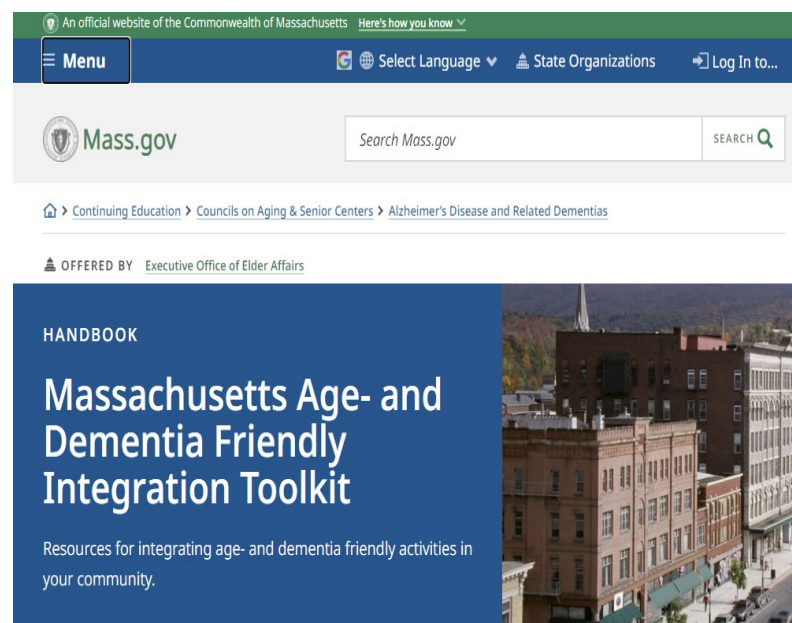 An official website of the Commonwealth of Massachusetts Here's how you know
Menu
Select Language
State Organizations
Log In to...
Mass.gov
Search Mass.gov
SEARCH
Continuing Education > Councils on Aging & Senior Centers > Alzheimer's Disease and Related Dementias
OFFERED BY Executive Office of Elder Affairs
HANDBOOK
Massachusetts Age- and
Dementia Friendly
Integration Toolkit
Resources for integrating age- and dementia friendly activities in
your community.